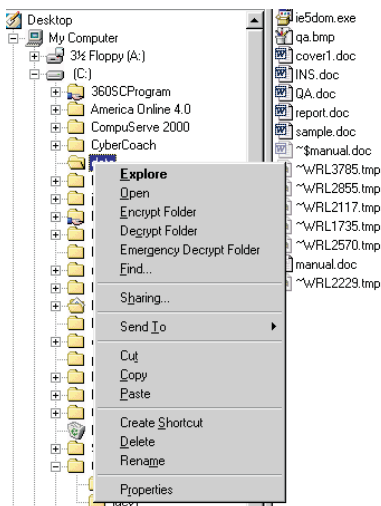 Desktop
My Computer
3½ Floppy (A:)
(C:)
360SCProgram
America Online 4.0
CompuServe 2000
CyberCoach
Explore
Open
Encrypt Folder
Decrypt Folder
Emergency Decrypt Folder
Find...
Sharing...
Send To
Cut
Copy
Paste
Create Shortcut
Delete
Rename
Properties
ie5dom.exe
qa.bmp
cover1.doc
INS.doc
QA.doc
report.doc
sample.doc
~$manual.doc
~WRL3785.tmp
~WRL2855.tmp
~WRL2117.tmp
~WRL1735.tmp
~WRL2570.tmp
manual.doc
~WRL2229.tmp